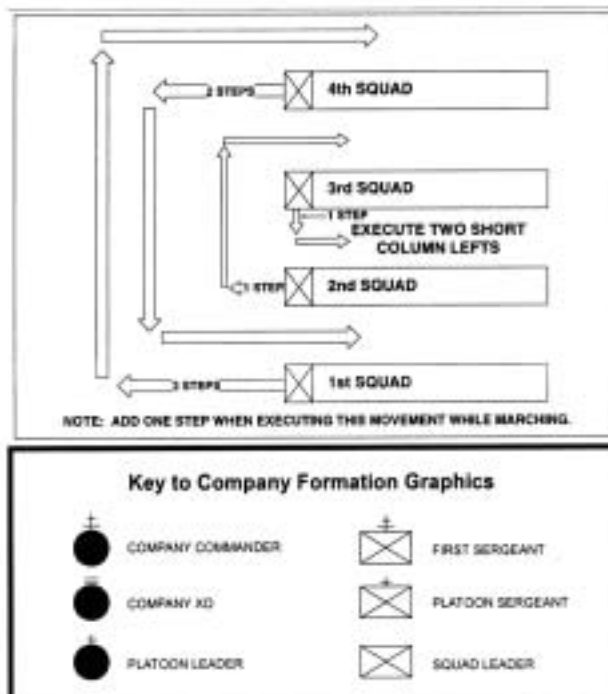 2 STEPS
4th SQUAD
3rd SQUAD
1 STEP
EXECUTE TWO SHORT
COLUMN LEFTS
1 STEP
2nd SQUAD
3 STEPS
1st SQUAD
NOTE: ADD ONE STEP WHEN EXECUTING THIS MOVEMENT WHILE MARCHING.
Key to Company Formation Graphics
COMPANY COMMANDER
FIRST SERGEANT
COMPANY XO
PLATOON SERGEANT
PLATOON LEADER
SQUAD LEADER